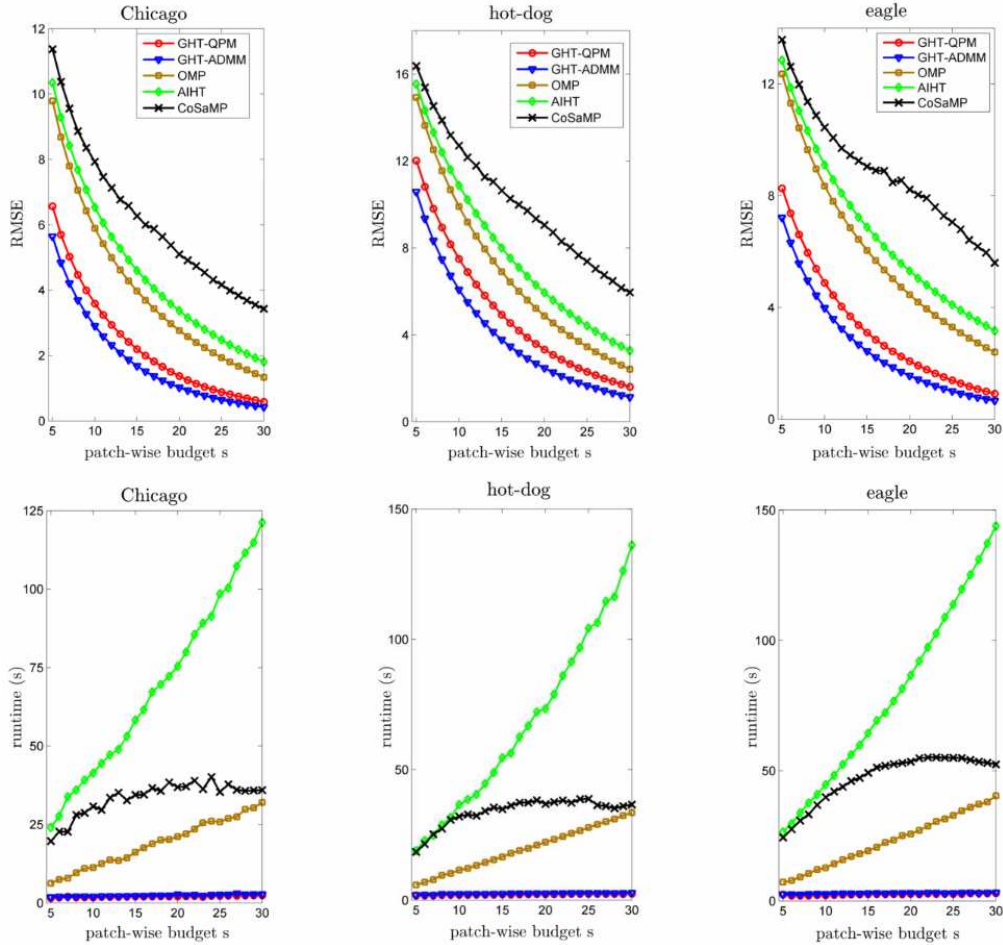 Chicago
12
10
8
6
4
2
0
RMSE
GHT-QPM
GHT-ADMM
OMP
AIHT
CoSaMP
5 10 15 20 25 30
patch-wise budget s
hot-dog
16
12
8
4
0
RMSE
GHT-QPM
GHT-ADMM
OMP
AIHT
CoSaMP
5 10 15 20 25 30
patch-wise budget s
eagle
12
8
4
0
RMSE
GHT-QPM
GHT-ADMM
OMP
AIHT
CoSaMP
5 10 15 20 25 30
patch-wise budget s
Chicago
125
100
75
50
25
0
runtime (s)
5 10 15 20 25 30
patch-wise budget s
hot-dog
150
100
50
0
runtime (s)
5 10 15 20 25 30
patch-wise budget s
eagle
150
100
50
0
runtime (s)
5 10 15 20 25 30
patch-wise budget s